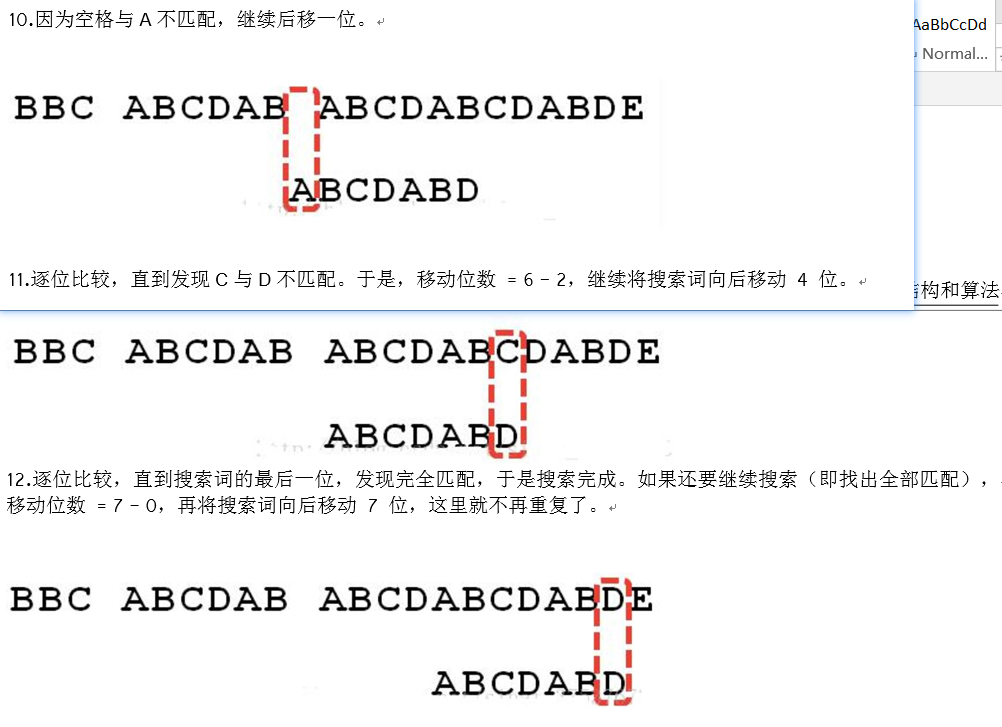 10.因为空格与 A 不匹配，继续后移一位。
AaBbCcDd
Normal...
BBC ABCDAB ABCDABCDABDE
ABCDABD
11.逐位比较，直到发现 C 与 D 不匹配。于是，移动位数 = 6 - 2，继续将搜索词向后移动 4 位。
构和算法
BBC ABCDAB ABCDABCDABDE
ABCDABD
12.逐位比较，直到搜索词的最后一位，发现完全匹配，于是搜索完成。如果还要继续搜索（即找出全部匹配），
移动位数 = 7 - 0，再将搜索词向后移动 7 位，这里就不再重复了。
BBC ABCDAB ABCDABCDABDE
ABCDABD